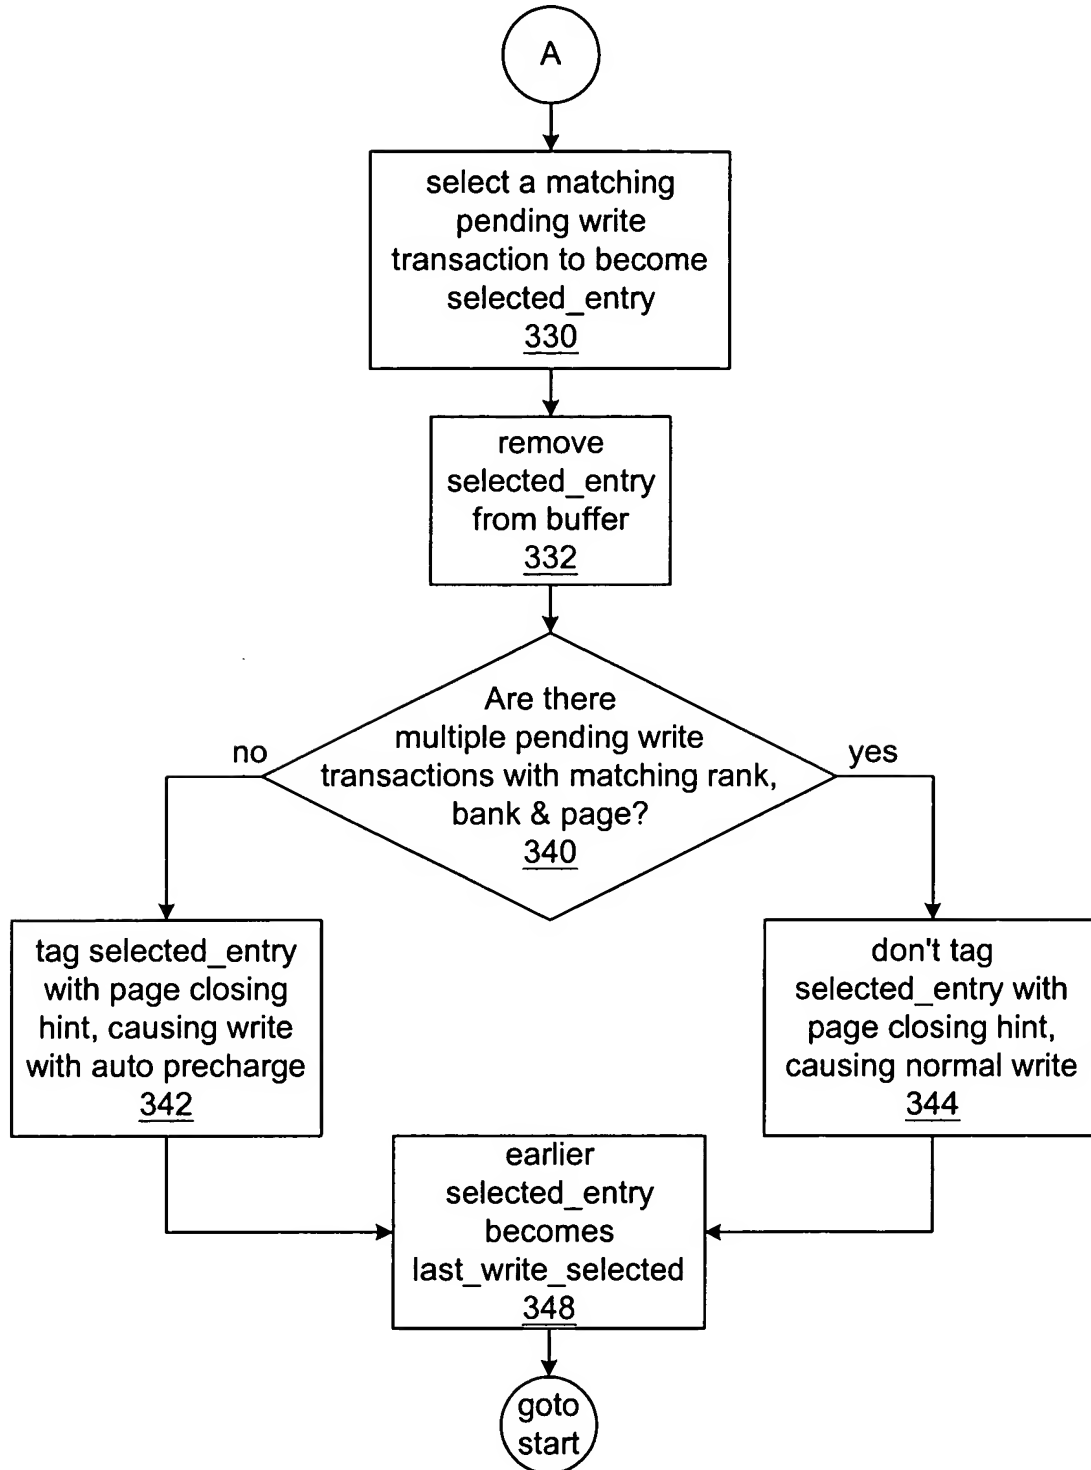 A
select a matching
pending write
transaction to become
selected_entry
330
remove
selected_entry
from buffer
332
Are there
multiple pending write
transactions with matching rank,
bank & page?
340
no
yes
tag selected_entry
with page closing
hint, causing write
with auto precharge
342
don't tag
selected_entry with
page closing hint,
causing normal write
344
earlier
selected_entry
becomes
last_write_selected
348
goto
start